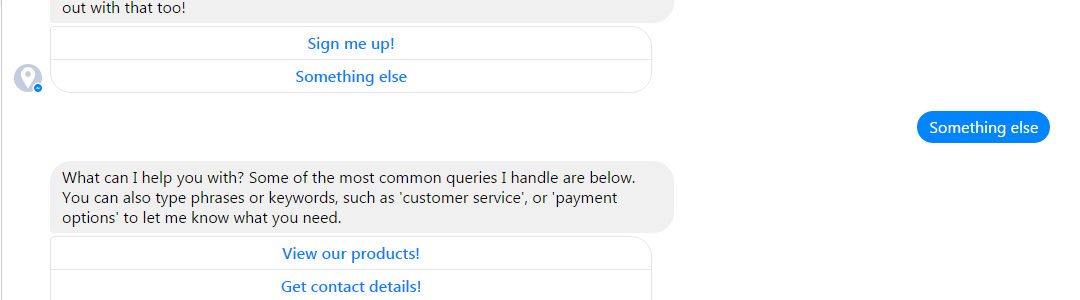 out with that too!
Sign me up!
Something else
Something else
What can I help you with? Some of the most common queries I handle are below.
You can also type phrases or keywords, such as 'customer service', or 'payment
options' to let me know what you need.
View our products!
Get contact details!